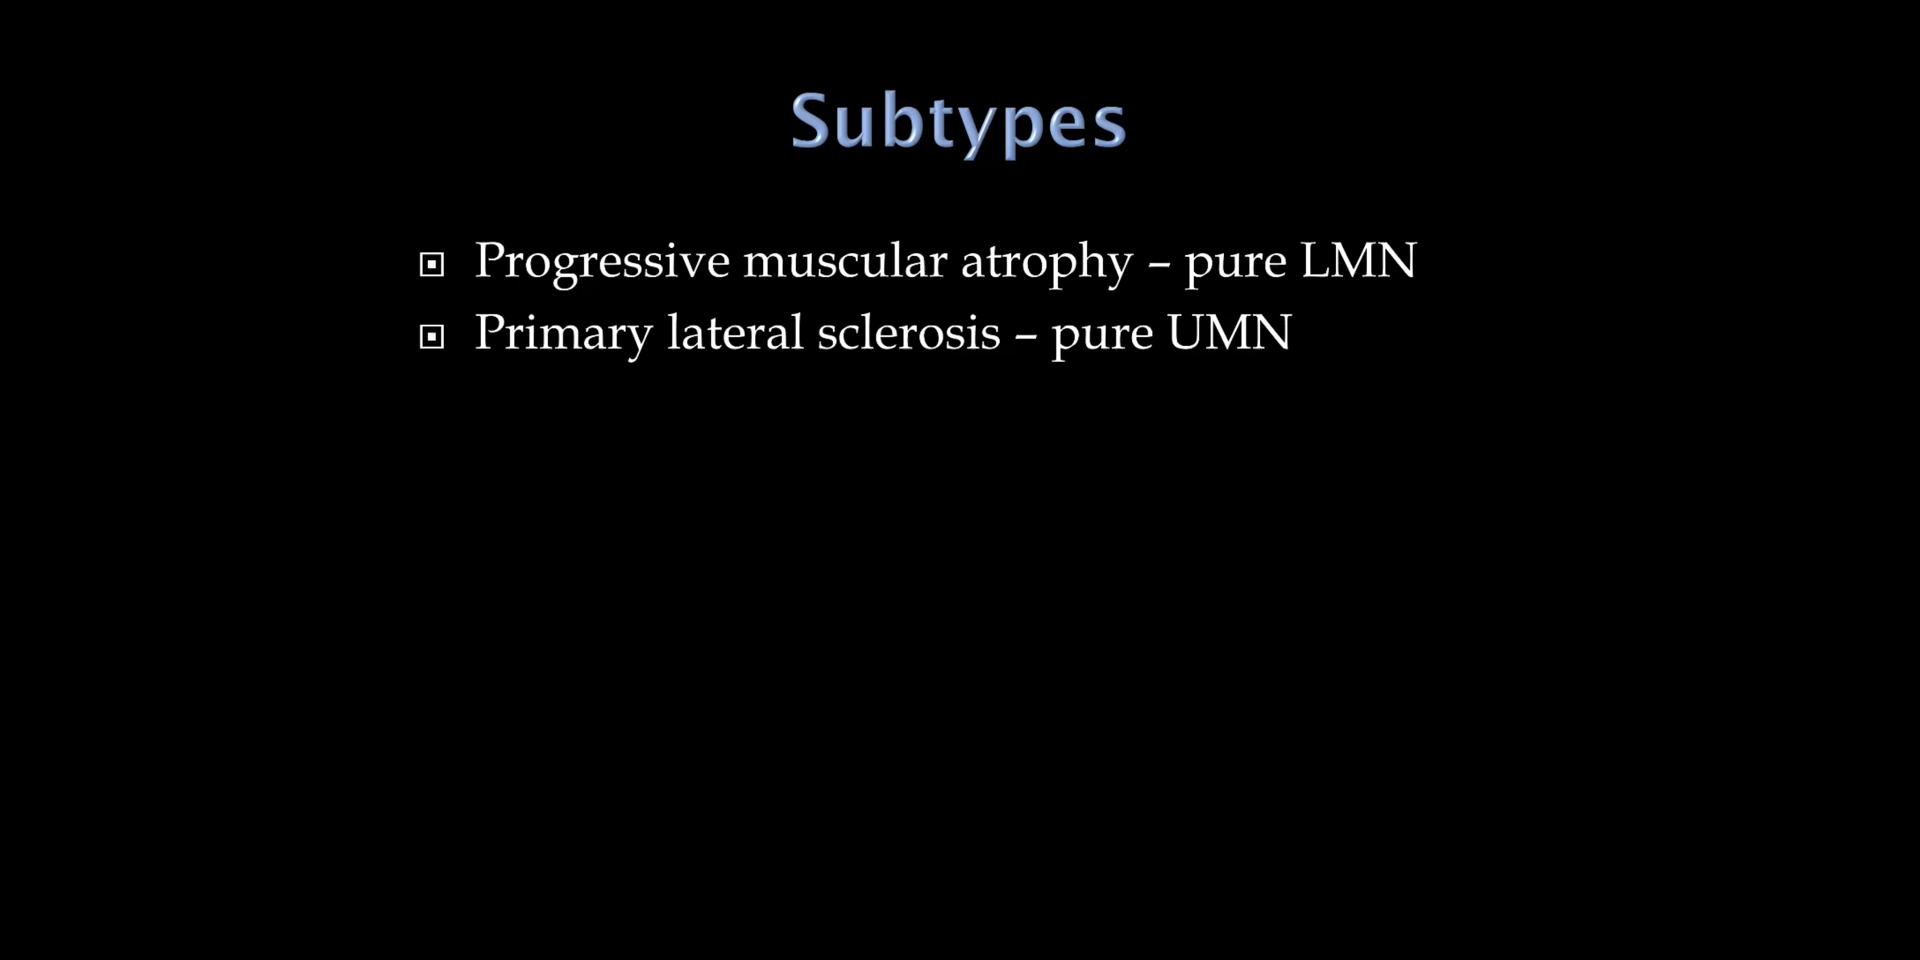 Subtypes
Progressive muscular atrophy – pure LMN
Primary lateral sclerosis – pure UMN